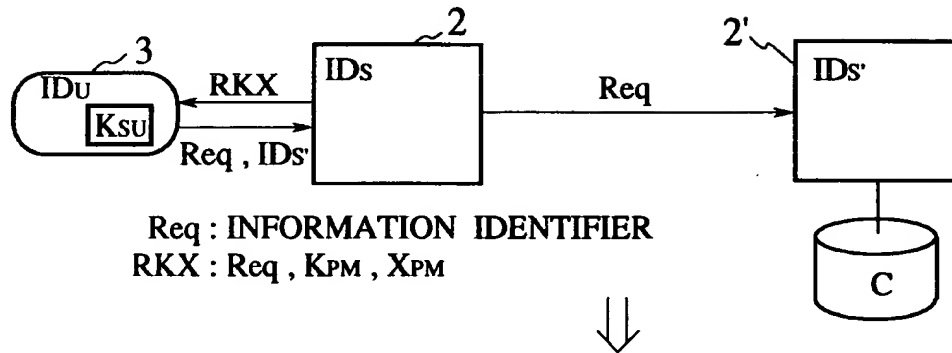 3
2
2'
IDU
KSU
RKX
Req , IDS'
IDS
Req
IDS'
Req : INFORMATION IDENTIFIER
RKX : Req , KPM , XPM
C